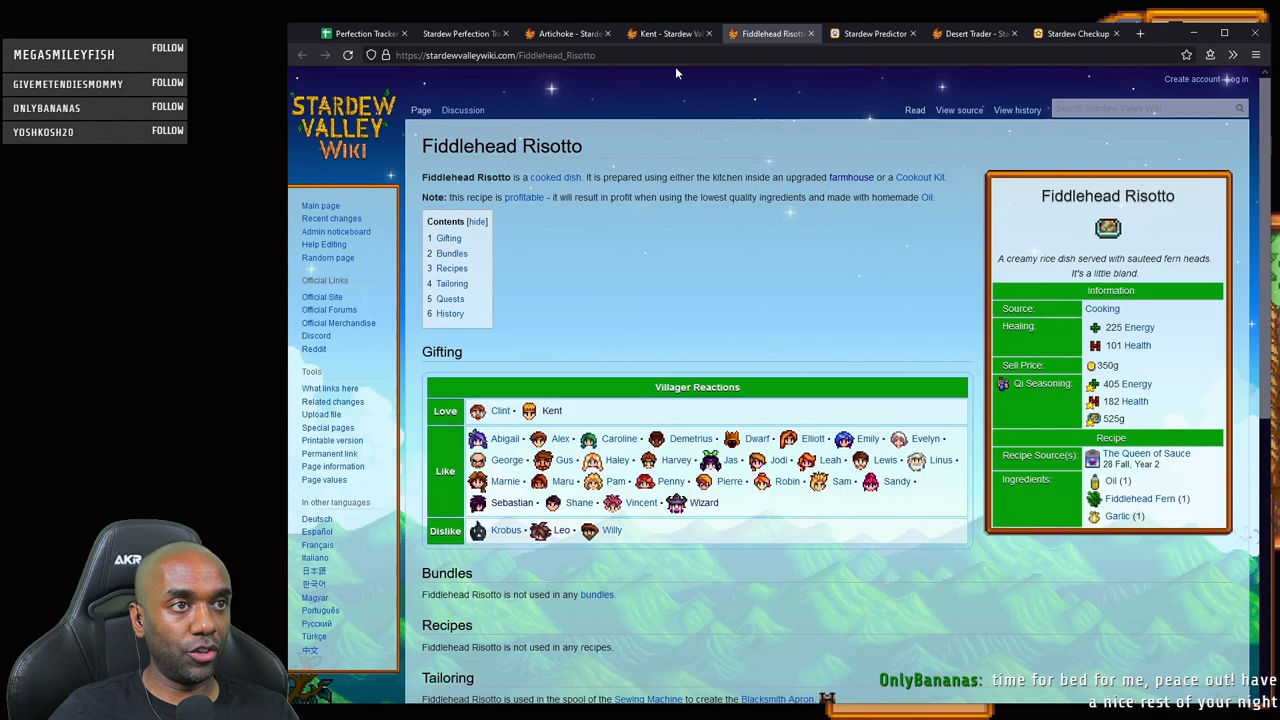 MEGASMILEYFISH FOLLOW
GIVEMETENDIESMOMMY FOLLOW
ONLYBANANAS FOLLOW
YOSHKOSH20 FOLLOW
Perfection Tracker
Stardew Perfection Tra
Artichoke - Starde
Kent - Stardew Val
Fiddlehead Risotto
Stardew Predictor
Desert Trader - Sta
Stardew Checkup
https://stardewvalleywiki.com/Fiddlehead_Risotto
Create account Log in
STARDEW VALLEY WIKI
Page Discussion Read View source View history Search Stardew Valley Wiki
Main page
Recent changes
Admin noticeboard
Help Editing
Random page
Official Links
Official Site
Official Forums
Official Merchandise
Discord
Reddit
Tools
What links here
Related changes
Upload file
Special pages
Printable version
Permanent link
Page information
Page values
In other languages
Deutsch
Español
Français
Italiano
日本語
한국어
Magyar
Português
Русский
Türkçe
中文
Fiddlehead Risotto
Fiddlehead Risotto is a cooked dish. It is prepared using either the kitchen inside an upgraded farmhouse or a Cookout Kit.
Note: this recipe is profitable - it will result in profit when using the lowest quality ingredients and made with homemade Oil.
Contents [hide]
1 Gifting
2 Bundles
3 Recipes
4 Tailoring
5 Quests
6 History
Gifting
Villager Reactions
Love Clint • Kent
Like Abigail • Alex • Caroline • Demetrius • Dwarf • Elliott • Emily • Evelyn •
George • Gus • Haley • Harvey • Jas • Jodi • Leah • Lewis • Linus •
Marnie • Maru • Pam • Penny • Pierre • Robin • Sam • Sandy •
Sebastian • Shane • Vincent • Wizard
Dislike Krobus • Leo • Willy
Bundles
Fiddlehead Risotto is not used in any bundles.
Recipes
Fiddlehead Risotto is not used in any recipes.
Tailoring
Fiddlehead Risotto is used in the spool of the Sewing Machine to create the Blacksmith Apron.
Fiddlehead Risotto
A creamy rice dish served with sauteed fern heads.
It's a little bland.
Information
Source: Cooking
Healing: 225 Energy
101 Health
Sell Price: 350g
Qi Seasoning: 405 Energy
182 Health
525g
Recipe
Recipe Source(s): The Queen of Sauce
28 Fall, Year 2
Ingredients: Oil (1)
Fiddlehead Fern (1)
Garlic (1)
AKR
OnlyBananas: time for bed for me, peace out! have
a nice rest of your night